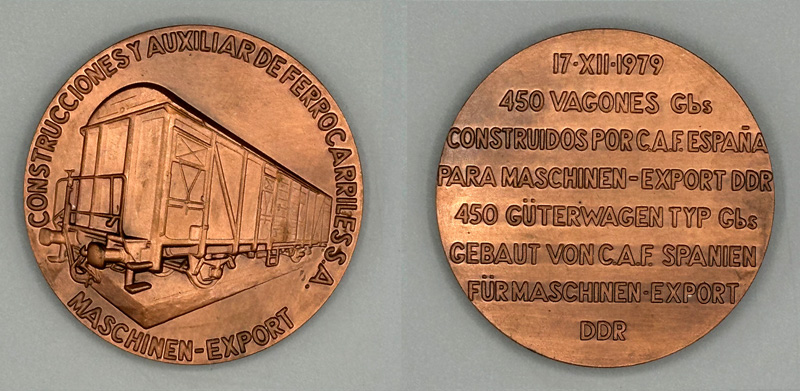 CONSTRUCCIONES Y AUXILIAR DE FERROCARRILES S.A.
MASCHINEN-EXPORT
17·XII·1979
450 VAGONES Gbs
CONSTRUIDOS POR C.A.F. ESPAÑA
PARA MASCHINEN-EXPORT DDR
450 GÜTERWAGEN TYP Gbs
GEBAUT VON C.A.F. SPANIEN
FÜR MASCHINEN-EXPORT
DDR